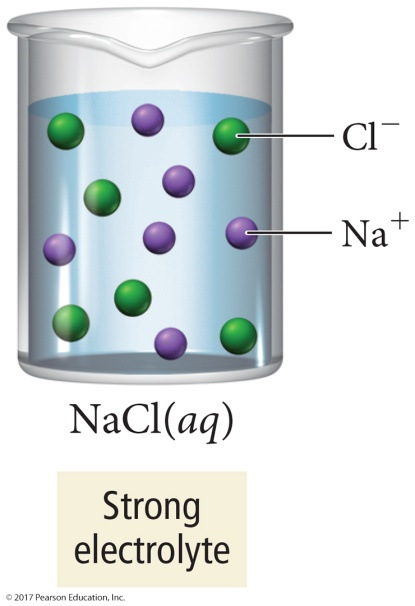 Cl⁻
Na⁺
NaCl(aq)
Strong
electrolyte
© 2017 Pearson Education, Inc.